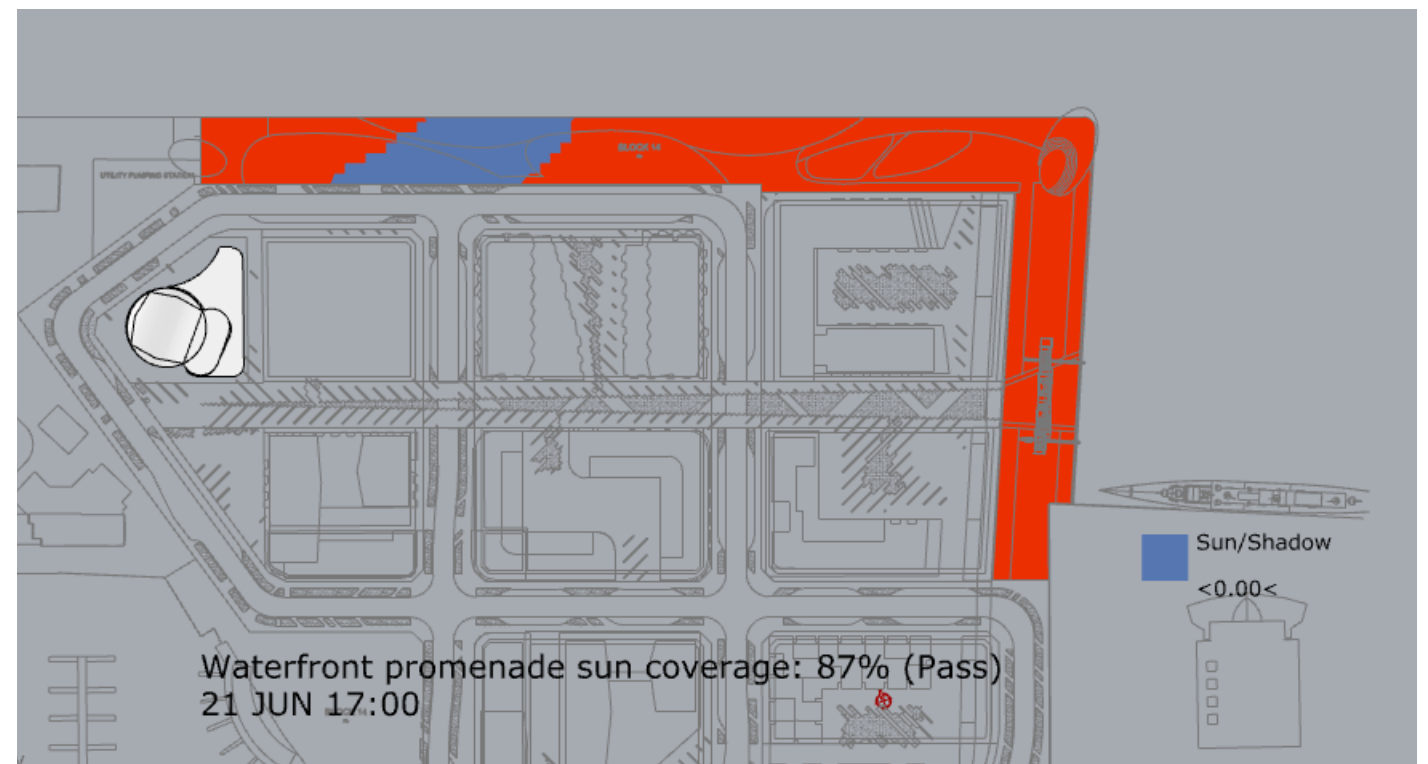 BLOCK 14
UTILITY PUMPING STATION
Sun/Shadow
<0.00<
Waterfront promenade sun coverage: 87% (Pass)
21 JUN 17:00